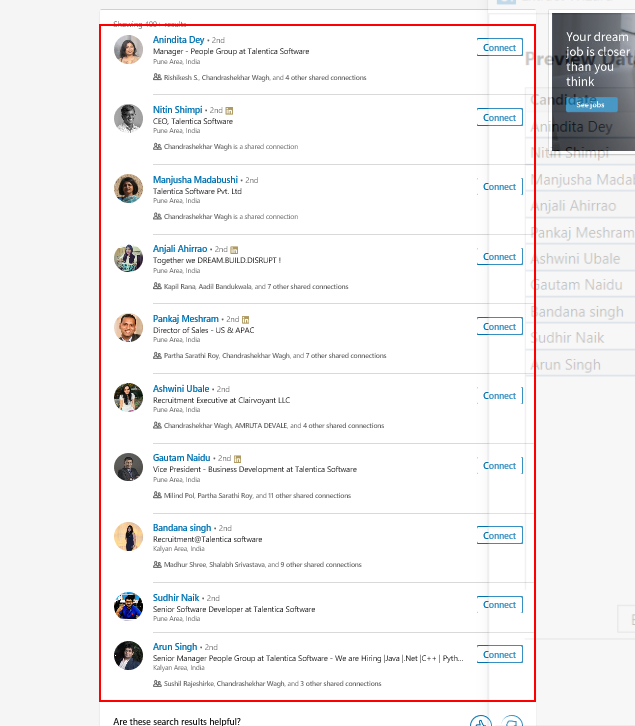 Showing 400+ results
Anindita Dey • 2nd
Manager - People Group at Talentica Software
Pune Area, India
Rishikesh S., Chandrashekhar Wagh, and 4 other shared connections
Connect
Nitin Shimpi • 2nd in
CEO, Talentica Software
Pune Area, India
Chandrashekhar Wagh is a shared connection
Connect
Manjusha Madabushi • 2nd
Talentica Software Pvt. Ltd
Pune Area, India
Chandrashekhar Wagh is a shared connection
Connect
Anjali Ahirrao • 2nd in
Together we DREAM.BUILD.DISRUPT !
Pune Area, India
Kapil Rana, Aadil Bandukwala, and 7 other shared connections
Connect
Pankaj Meshram • 2nd in
Director of Sales - US & APAC
Pune Area, India
Partha Sarathi Roy, Chandrashekhar Wagh, and 7 other shared connections
Connect
Ashwini Ubale • 2nd
Recruitment Executive at Clairvoyant LLC
Pune Area, India
Chandrashekhar Wagh, AMRUTA DEVALE, and 4 other shared connections
Connect
Gautam Naidu • 2nd in
Vice President - Business Development at Talentica Software
Pune Area, India
Milind Pol, Partha Sarathi Roy, and 11 other shared connections
Connect
Bandana singh • 2nd
Recruitment@Talentica software
Kalyan Area, India
Madhur Shree, Shalabh Srivastava, and 9 other shared connections
Connect
Sudhir Naik • 2nd
Senior Software Developer at Talentica Software
Pune Area, India
Connect
Arun Singh • 2nd
Senior Manager People Group at Talentica Software - We are Hiring |Java |.Net |C++ | Pyth...
Kalyan Area, India
Sushil Rajeshirke, Chandrashekhar Wagh, and 3 other shared connections
Connect
Are these search results helpful?
Your dream
job is closer
than you
think
See jobs
Preview Data
Candidate
Anindita Dey
Nitin Shimpi
Manjusha Madal
Anjali Ahirrao
Pankaj Meshram
Ashwini Ubale
Gautam Naidu
Bandana singh
Sudhir Naik
Arun Singh